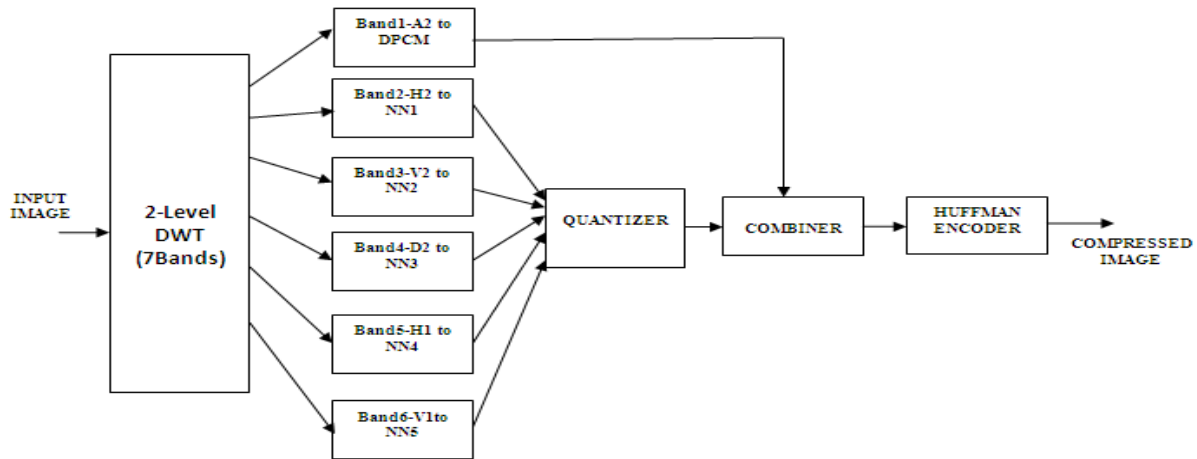 INPUT
IMAGE
2-Level
DWT
(7Bands)
Band1-A2 to
DPCM
Band2-H2 to
NN1
Band3-V2 to
NN2
Band4-D2 to
NN3
Band5-H1 to
NN4
Band6-V1to
NN5
QUANTIZER
COMBINER
HUFFMAN
ENCODER
COMPRESSED
IMAGE